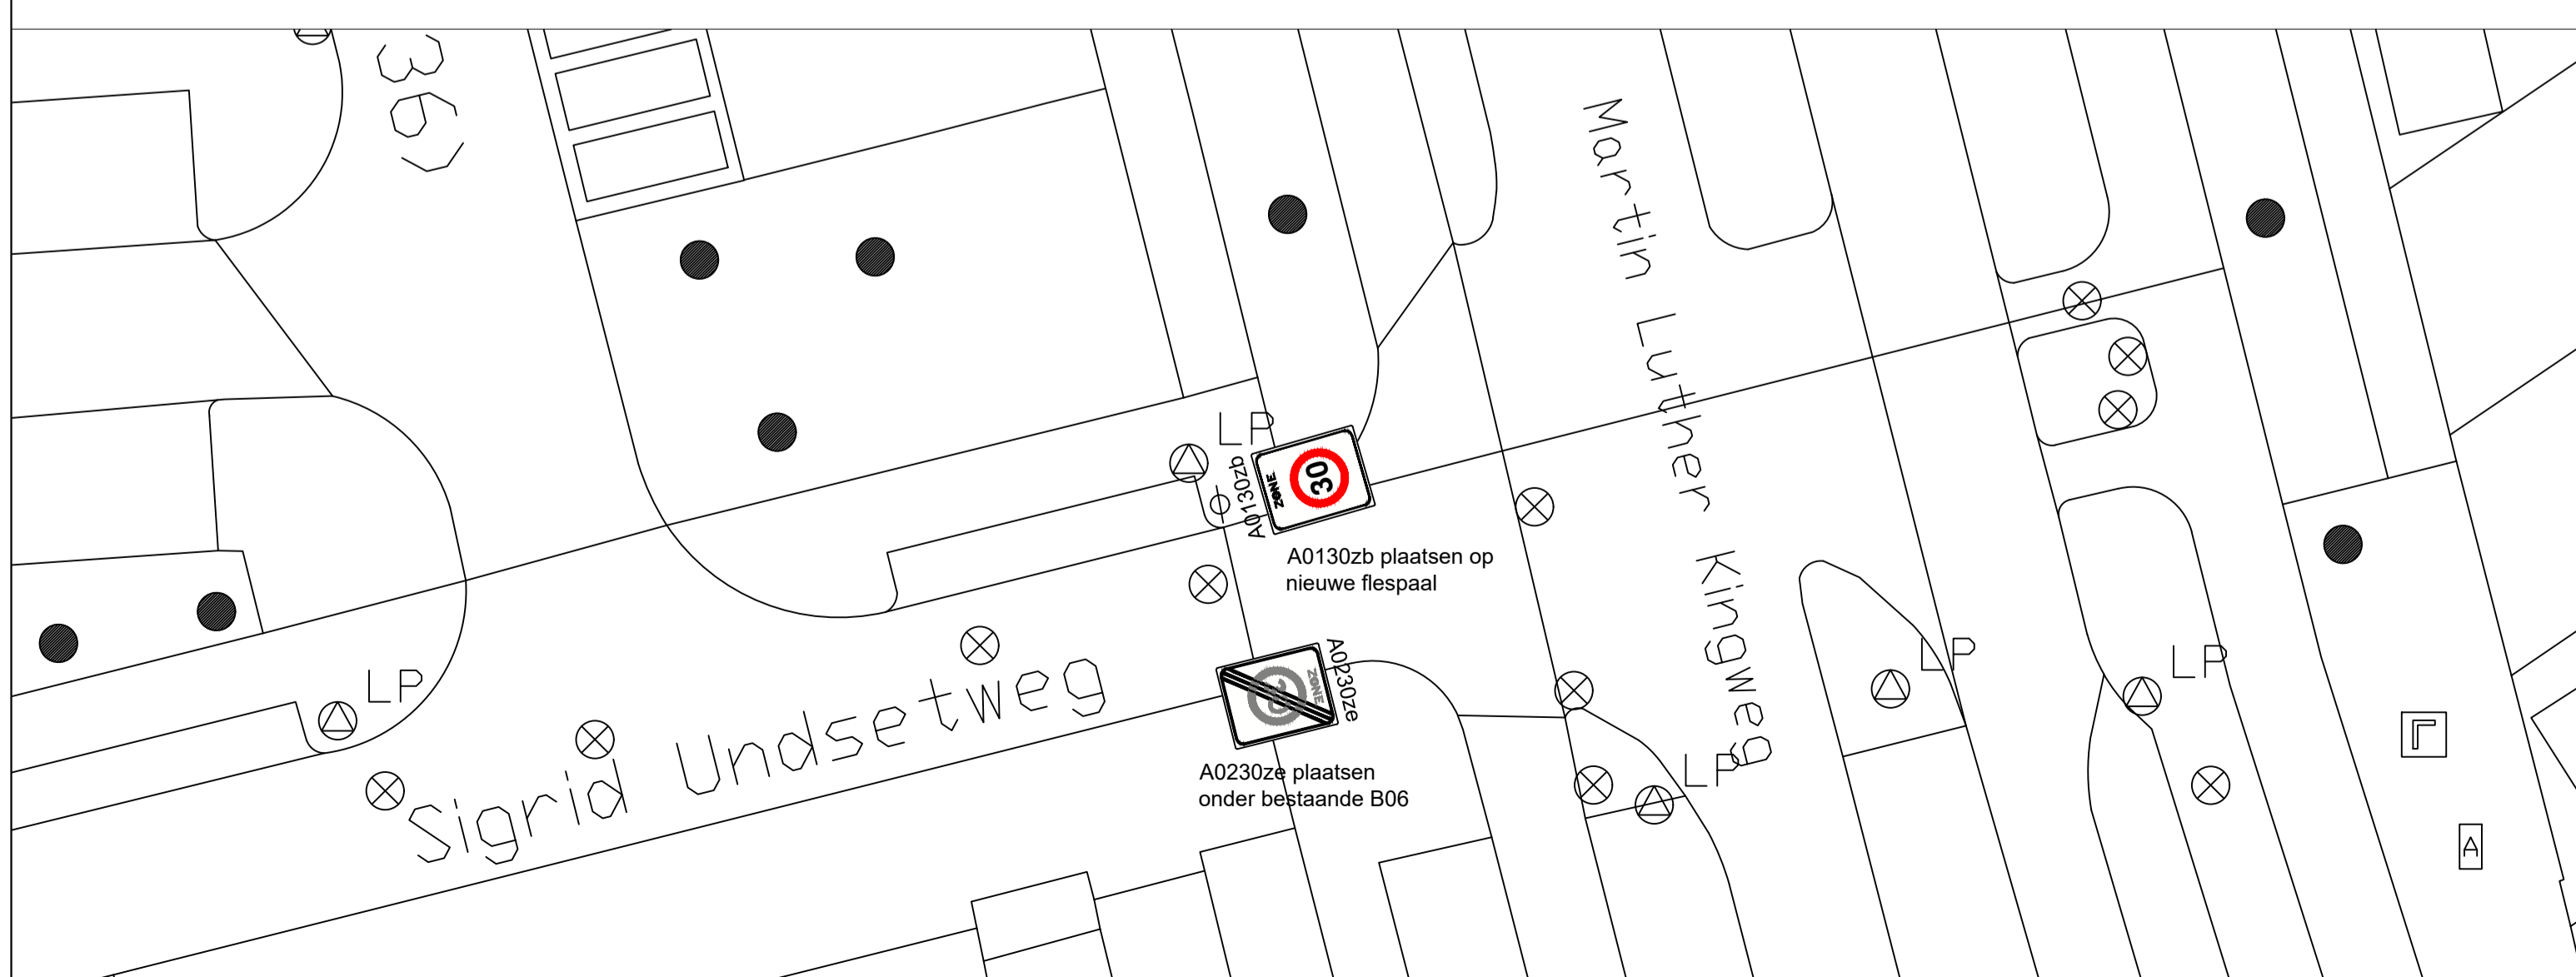 39
Martin Luther Kingweg
LP
A0130zb
ZONE
30
A0130zb plaatsen op
nieuwe flespaal
Sigrid Undsetweg
LP
A0230ze
ZONE
30
A0230ze plaatsen
onder bestaande B06
LP
LP
LP
A